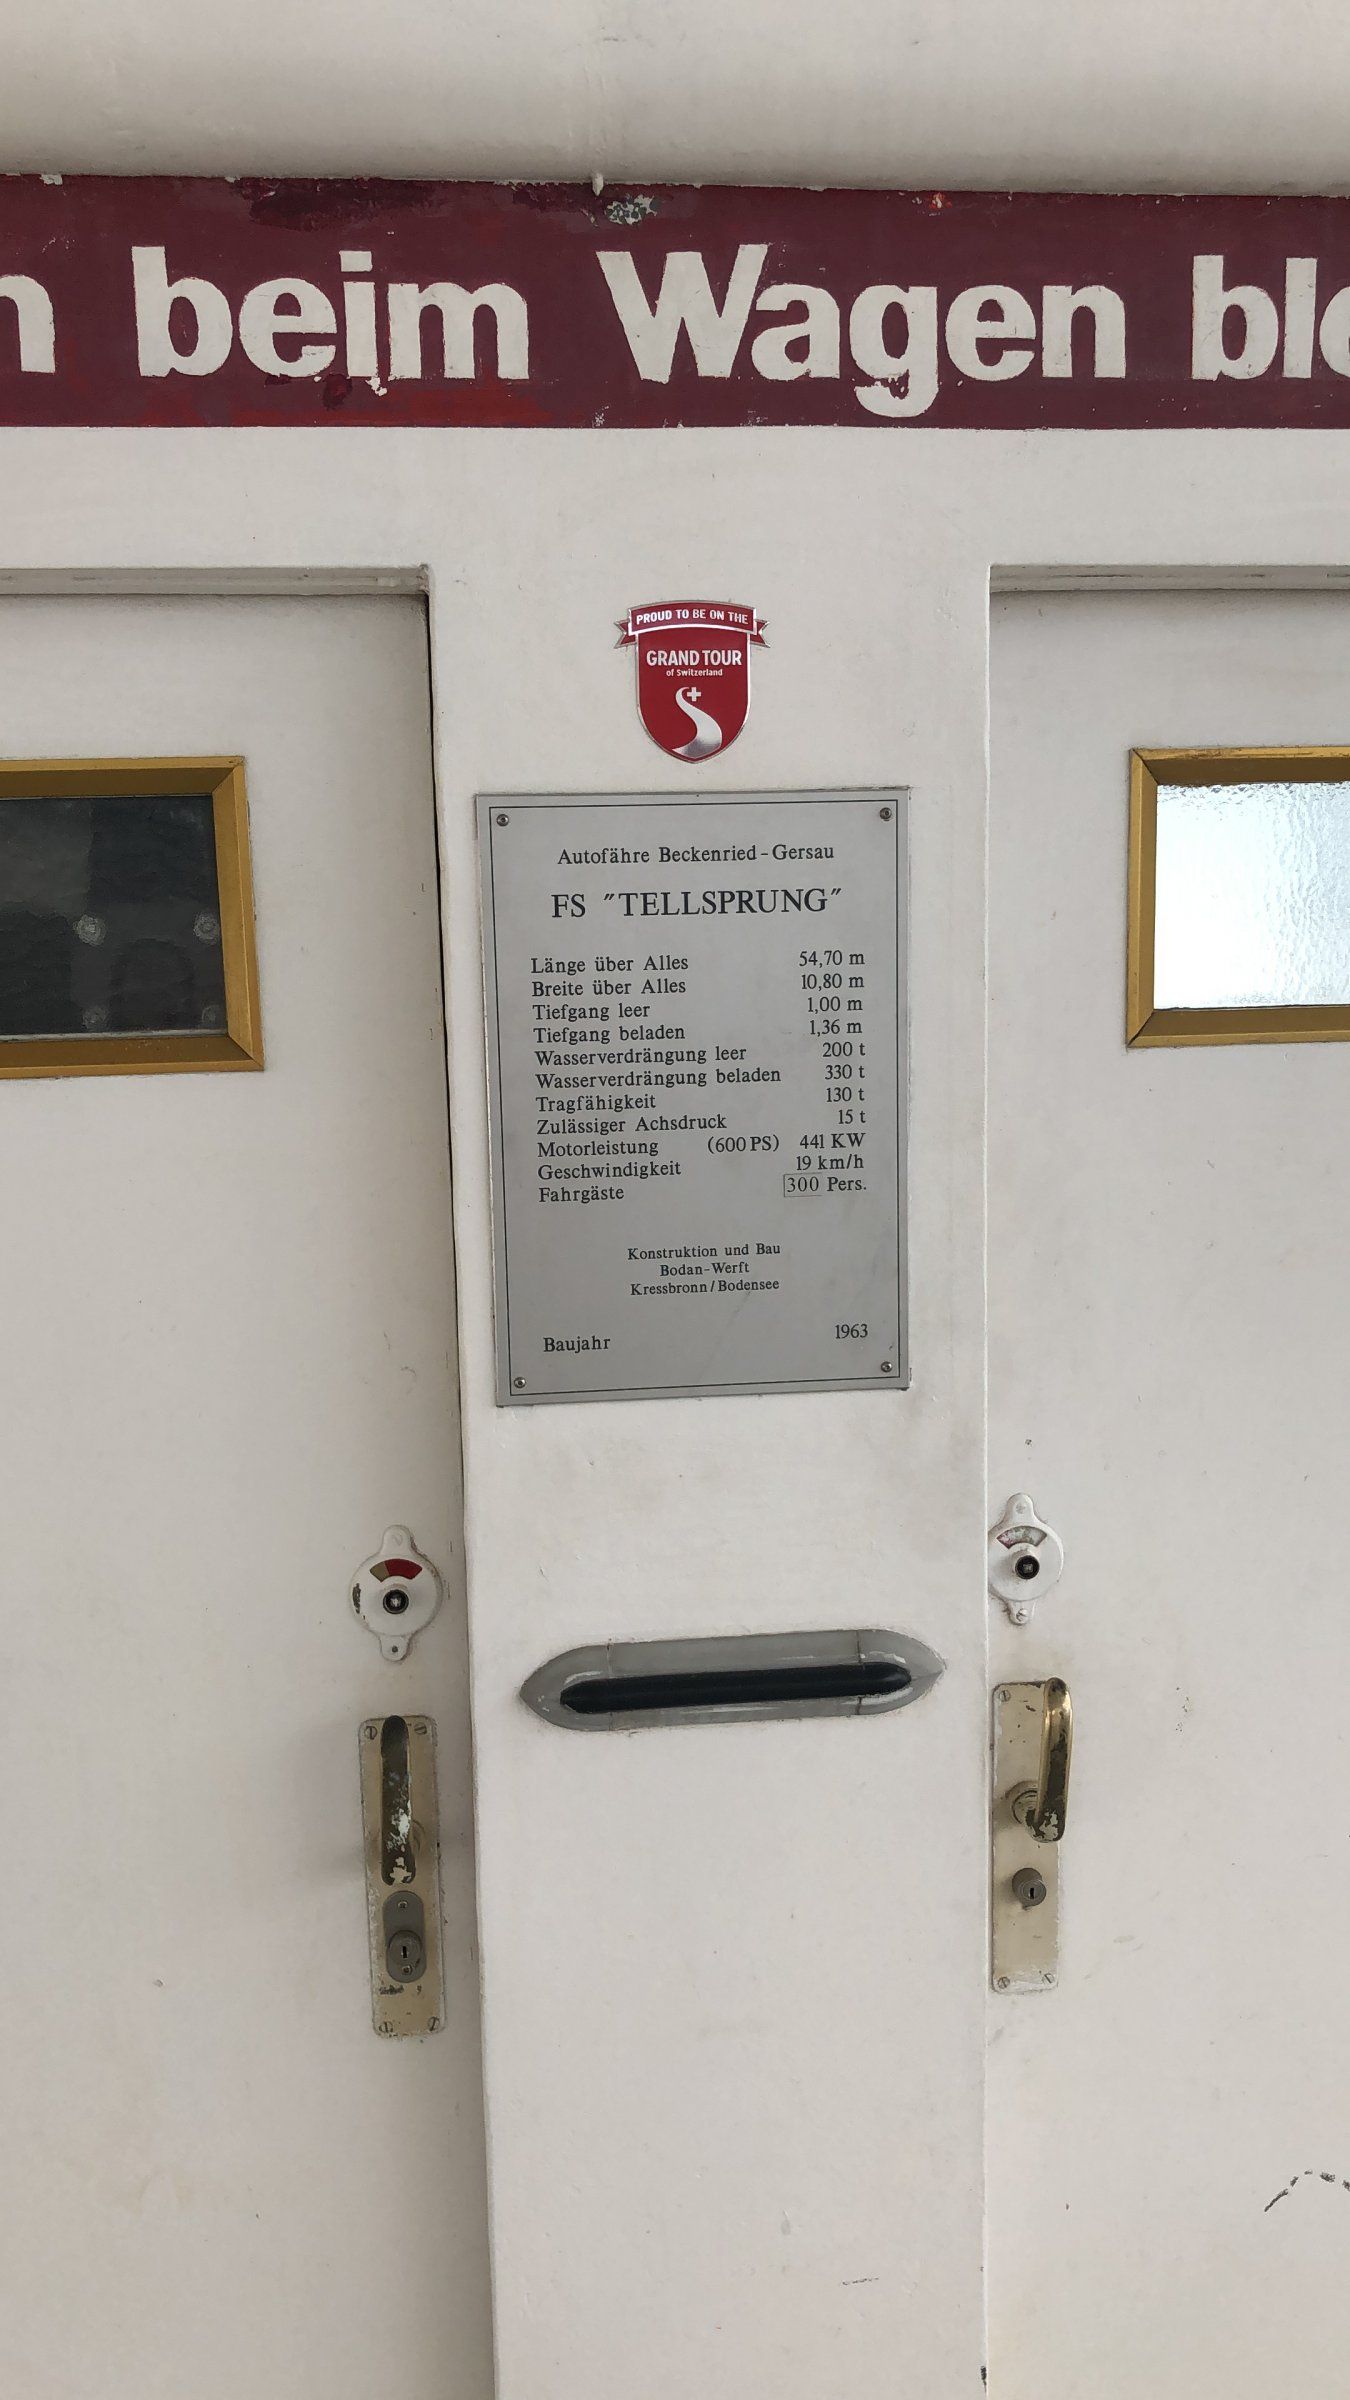 beim Wagen
PROUD TO BE ON THE
GRAND TOUR
of Switzerland
Autofähre Beckenried-Gersau
FS "TELLSPRUNG"
Länge über Alles 54,70 m
Breite über Alles 10,80 m
Tiefgang leer 1,00 m
Tiefgang beladen 1,36 m
Wasserverdrängung leer 200 t
Wasserverdrängung beladen 330 t
Tragfähigkeit 130 t
Zulässiger Achsdruck 15 t
Motorleistung (600 PS) 441 KW
Geschwindigkeit 19 km/h
Fahrgäste 300 Pers.
Konstruktion und Bau
Bodan-Werft
Kressbronn/Bodensee
Baujahr 1963